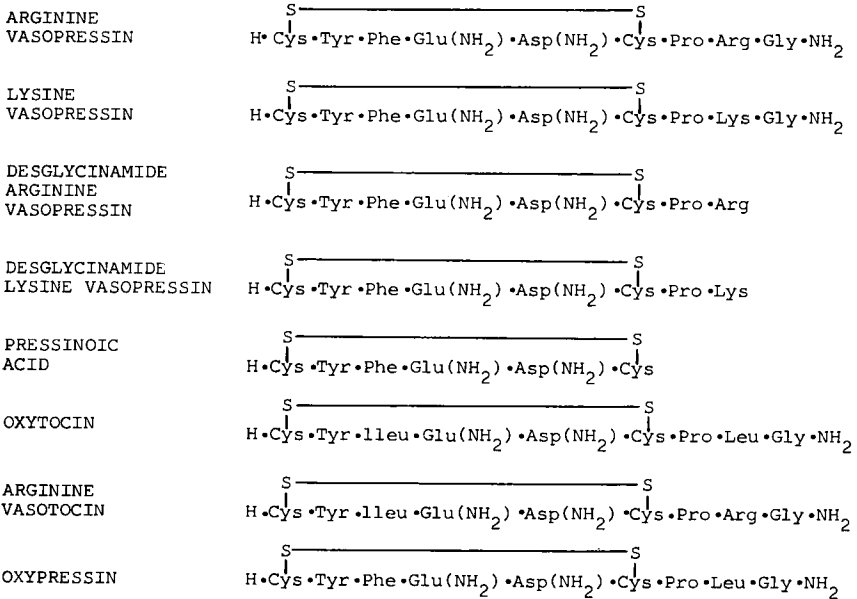 ARGININE
VASOPRESSIN
S S
H•Cys•Tyr•Phe•Glu(NH2)•Asp(NH2)•Cys•Pro•Arg•Gly•NH2
LYSINE
VASOPRESSIN
S S
H•Cys•Tyr•Phe•Glu(NH2)•Asp(NH2)•Cys•Pro•Lys•Gly•NH2
DESGLYCINAMIDE
ARGININE
VASOPRESSIN
S S
H•Cys•Tyr•Phe•Glu(NH2)•Asp(NH2)•Cys•Pro•Arg
DESGLYCINAMIDE
LYSINE VASOPRESSIN
S S
H•Cys•Tyr•Phe•Glu(NH2)•Asp(NH2)•Cys•Pro•Lys
PRESSINOIC
ACID
S S
H•Cys•Tyr•Phe•Glu(NH2)•Asp(NH2)•Cys
OXYTOCIN
S S
H•Cys•Tyr•lleu•Glu(NH2)•Asp(NH2)•Cys•Pro•Leu•Gly•NH2
ARGININE
VASOTOCIN
S S
H•Cys•Tyr•lleu•Glu(NH2)•Asp(NH2)•Cys•Pro•Arg•Gly•NH2
OXYPRESSIN
S S
H•Cys•Tyr•Phe•Glu(NH2)•Asp(NH2)•Cys•Pro•Leu•Gly•NH2